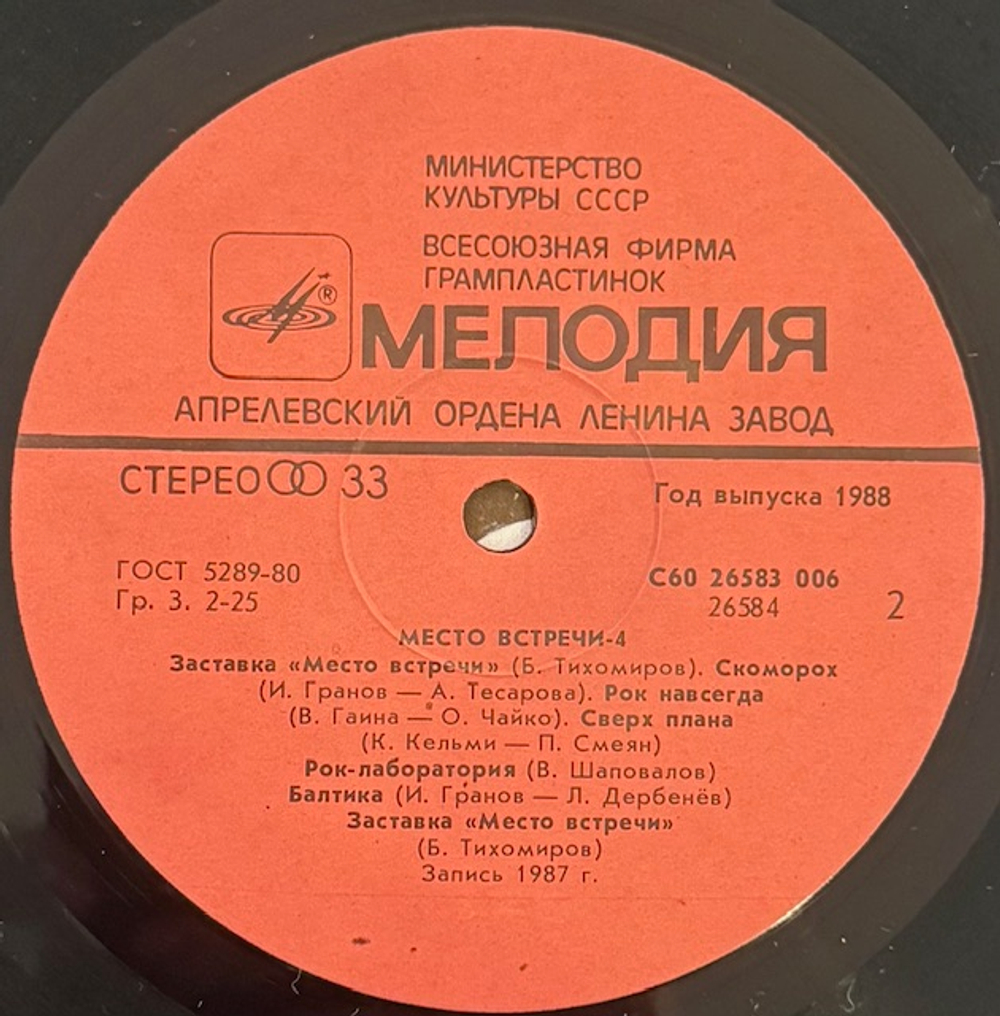 МИНИСТЕРСТВО
КУЛЬТУРЫ СССР
ВСЕСОЮЗНАЯ ФИРМА
ГРАМПЛАСТИНОК
®
МЕЛОДИЯ
АПРЕЛЕВСКИЙ ОРДЕНА ЛЕНИНА ЗАВОД
СТЕРЕО 33
Год выпуска 1988
ГОСТ 5289-80
Гр. 3. 2-25
С60 26583 006
26584
2
МЕСТО ВСТРЕЧИ-4
Заставка «Место встречи» (Б. Тихомиров). Скоморох
(И. Гранов — А. Тесарова). Рок навсегда
(В. Гаина — О. Чайко). Сверх плана
(К. Кельми — П. Смеян)
Рок-лаборатория (В. Шаповалов)
Балтика (И. Гранов — Л. Дербенёв)
Заставка «Место встречи»
(Б. Тихомиров)
Запись 1987 г.